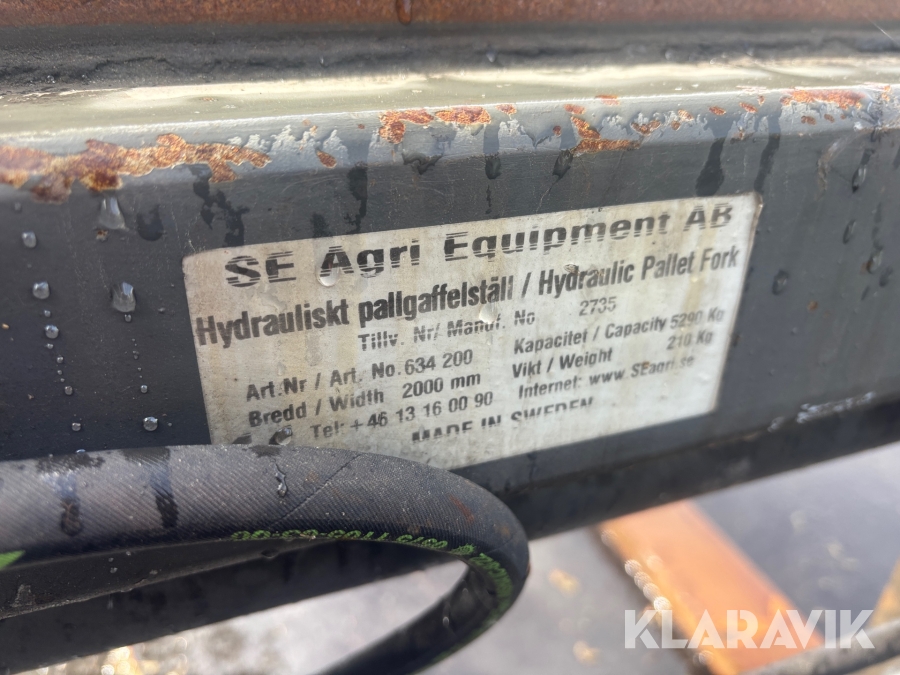 SE Agri Equipment AB
Hydrauliskt pallgaffelställ / Hydraulic Pallet Fork
Tillv. Nr/ Manuf. No 2735
Art.Nr / Art. No. 634 200
Kapacitet / Capacity 5290 Kg
Bredd / Width 2000 mm
Vikt / Weight 210 Kg
Tel: +46 13 16 00 90
Internet: www.SEagri.se
MADE IN SWEDEN
KLARAVIK